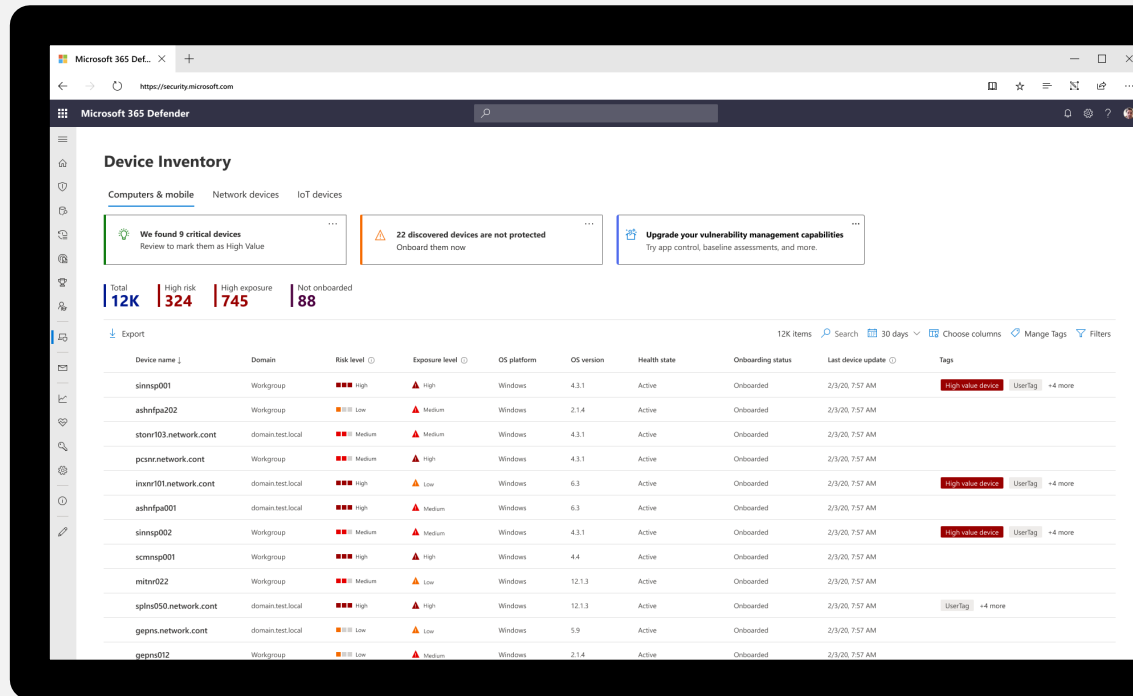 Microsoft 365 Def...
https://security.microsoft.com
Microsoft 365 Defender
Device Inventory
Computers & mobile Network devices IoT devices
We found 9 critical devices
Review to mark them as High Value
22 discovered devices are not protected
Onboard them now
Upgrade your vulnerability management capabilities
Try app control, baseline assessments, and more.
Total High risk High exposure Not onboarded
12K 324 745 88
Export 12K items Search 30 days Choose columns Mange Tags Filters
Device name ↓ Domain Risk level Exposure level OS platform OS version Health state Onboarding status Last device update Tags
sinnsp001 Workgroup High High Windows 4.3.1 Active Onboarded 2/3/20, 7:57 AM High value device UserTag +4 more
ashnfpa202 Workgroup Low Medium Windows 2.1.4 Active Onboarded 2/3/20, 7:57 AM
stonr103.network.cont domain.test.local Medium Medium Windows 4.3.1 Active Onboarded 2/3/20, 7:57 AM
pcsnr.network.cont Workgroup Medium High Windows 4.3.1 Active Onboarded 2/3/20, 7:57 AM
inxnr101.network.cont domain.test.local High Low Windows 6.3 Active Onboarded 2/3/20, 7:57 AM High value device UserTag +4 more
ashnfpa001 Workgroup High Medium Windows 6.3 Active Onboarded 2/3/20, 7:57 AM
sinnsp002 Workgroup Medium Medium Windows 4.3.1 Active Onboarded 2/3/20, 7:57 AM High value device UserTag +4 more
scmnsp001 Workgroup High High Windows 4.4 Active Onboarded 2/3/20, 7:57 AM
mitnr022 Workgroup Medium Low Windows 12.1.3 Active Onboarded 2/3/20, 7:57 AM
splns050.network.cont domain.test.local High High Windows 12.1.3 Active Onboarded 2/3/20, 7:57 AM UserTag +4 more
gepns.network.cont domain.test.local Low Low Windows 5.9 Active Onboarded 2/3/20, 7:57 AM
gepns012 Workgroup Low Medium Windows 2.1.4 Active Onboarded 2/3/20, 7:57 AM